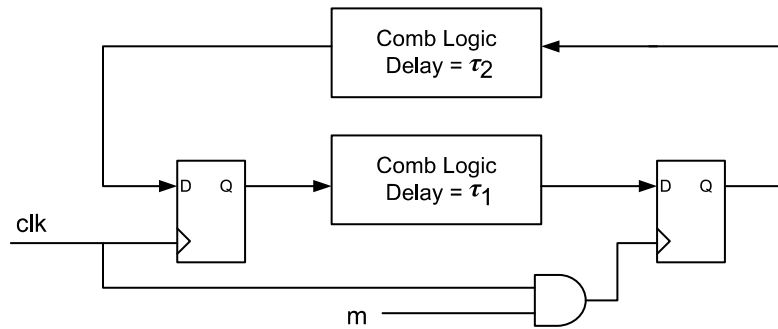 Comb Logic
Delay = τ2
D Q
Comb Logic
Delay = τ1
D Q
clk
m